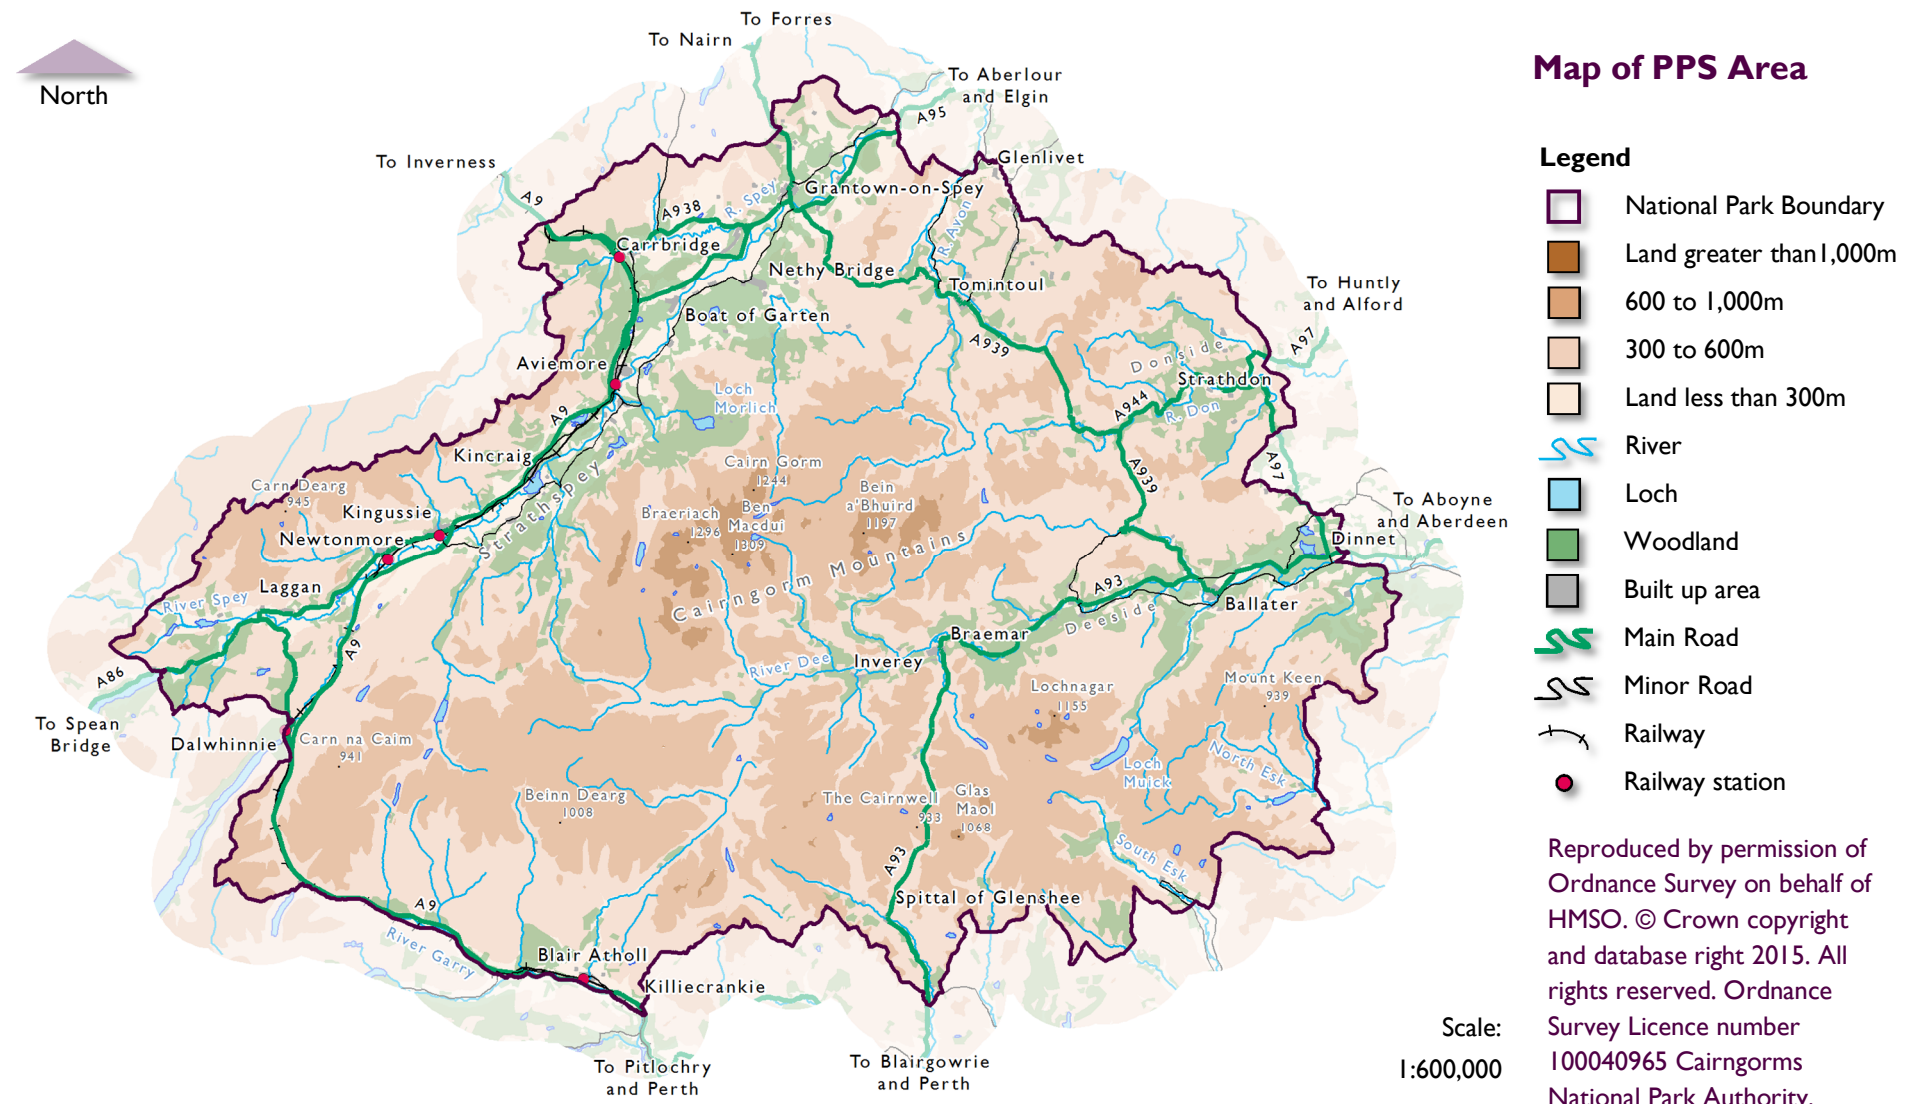 To Forres
To Nairn
To Aberlour
and Elgin
North
Map of PPS Area
A95
To Inverness
Glenlivet
A9
Grantown-on-Spey
R. Spey
A938
R. Avon
Carrbridge
Nethy Bridge
Tomintoul
To Huntly
and Alford
Boat of Garten
A939
A97
Donside
Aviemore
Strathdon
Loch
Morlich
A944
R. Don
A9
Kincraig
Cairn Gorm
1244
A939
A97
Carn Dearg
945
Strathspey
Bein
a'Bhuird
1197
To Aboyne
and Aberdeen
Kingussie
Braeriach
1296
Ben
Macdui
1309
Newtonmore
Dinnet
Cairngorm Mountains
Laggan
River Spey
A93
Deeside
Ballater
Braemar
A9
River Dee
Inverey
A86
Lochnagar
1155
Mount Keen
939
To Spean
Bridge
Dalwhinnie
Carn na Caim
941
Loch
Muick
North Esk
Beinn Dearg
1008
The Cairnwell
933
Glas
Maol
1068
A93
South Esk
Spittal of Glenshee
A9
River Garry
Blair Atholl
Killiecrankie
To Pitlochry
and Perth
To Blairgowrie
and Perth
Scale:
1:600,000
Legend
National Park Boundary
Land greater than1,000m
600 to 1,000m
300 to 600m
Land less than 300m
River
Loch
Woodland
Built up area
Main Road
Minor Road
Railway
Railway station
Reproduced by permission of
Ordnance Survey on behalf of
HMSO. © Crown copyright
and database right 2015. All
rights reserved. Ordnance
Survey Licence number
100040965 Cairngorms
National Park Authority.